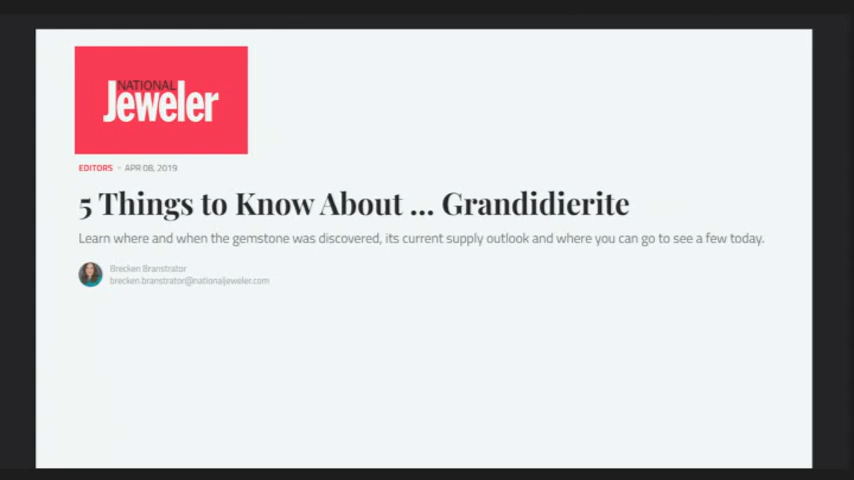 NATIONAL
Jeweler
EDITORS - APR 08, 2019
5 Things to Know About ... Grandidierite
Learn where and when the gemstone was discovered, its current supply outlook and where you can go to see a few today.
Brecken Branstrator
brecken.branstrator@nationaljeweler.com